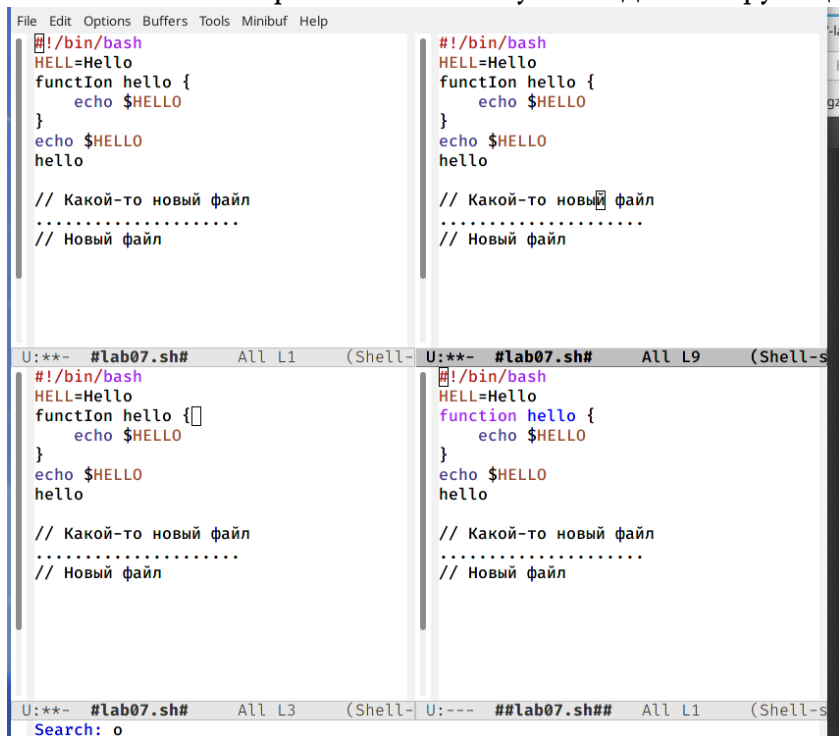 File Edit Options Buffers Tools Minibuf Help
#!/bin/bash
HELL=Hello
functIon hello {
echo $HELLO
}
echo $HELLO
hello
// Какой-то новый файл
.....................
// Новый файл
U:**- #lab07.sh# All L1 (Shell-
#!/bin/bash
HELL=Hello
functIon hello {
echo $HELLO
}
echo $HELLO
hello
// Какой-то новый файл
.....................
// Новый файл
U:**- #lab07.sh# All L9 (Shell-s
#!/bin/bash
HELL=Hello
functIon hello {
echo $HELLO
}
echo $HELLO
hello
// Какой-то новый файл
.....................
// Новый файл
U:**- #lab07.sh# All L3 (Shell-
#!/bin/bash
HELL=Hello
function hello {
echo $HELLO
}
echo $HELLO
hello
// Какой-то новый файл
.....................
// Новый файл
U:--- ##lab07.sh## All L1 (Shell-s
Search: o